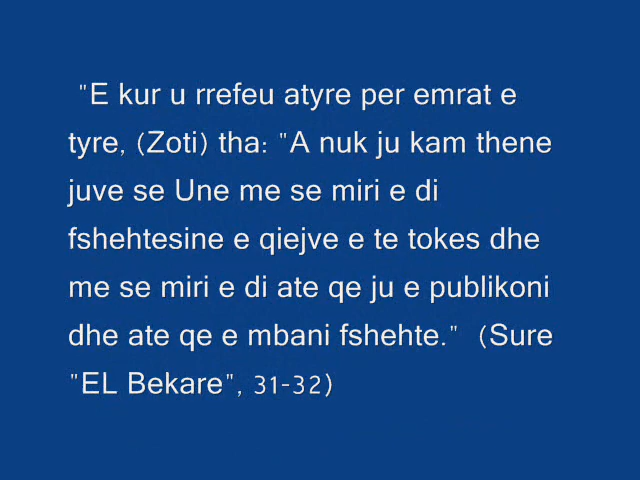 "E kur u rrefeu atyre per emrat e
tyre, (Zoti) tha: "A nuk ju kam thene
juve se Une me se miri e di
fshehtesine e qiejve e te tokes dhe
me se miri e di ate qe ju e publikoni
dhe ate qe e mbani fshehte."  (Sure
"EL Bekare", 31-32)